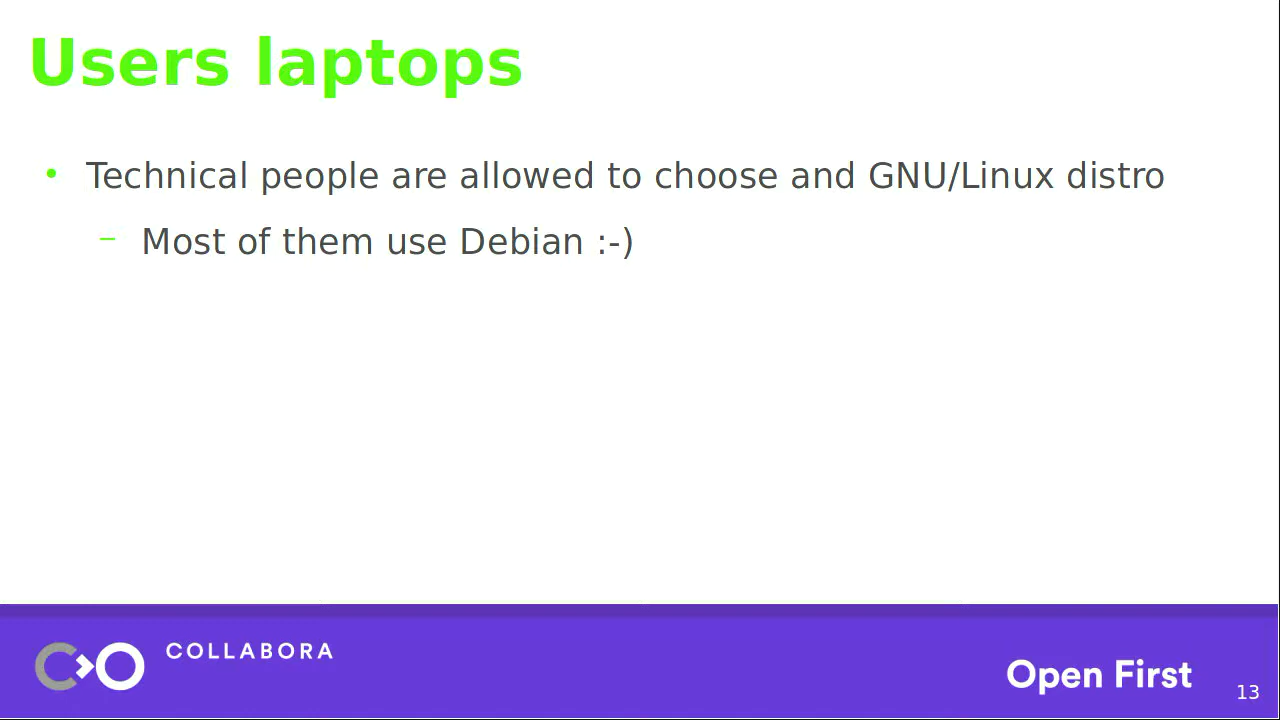 Users laptops
• Technical people are allowed to choose and GNU/Linux distro
– Most of them use Debian :-)
COLLABORA
Open First
13